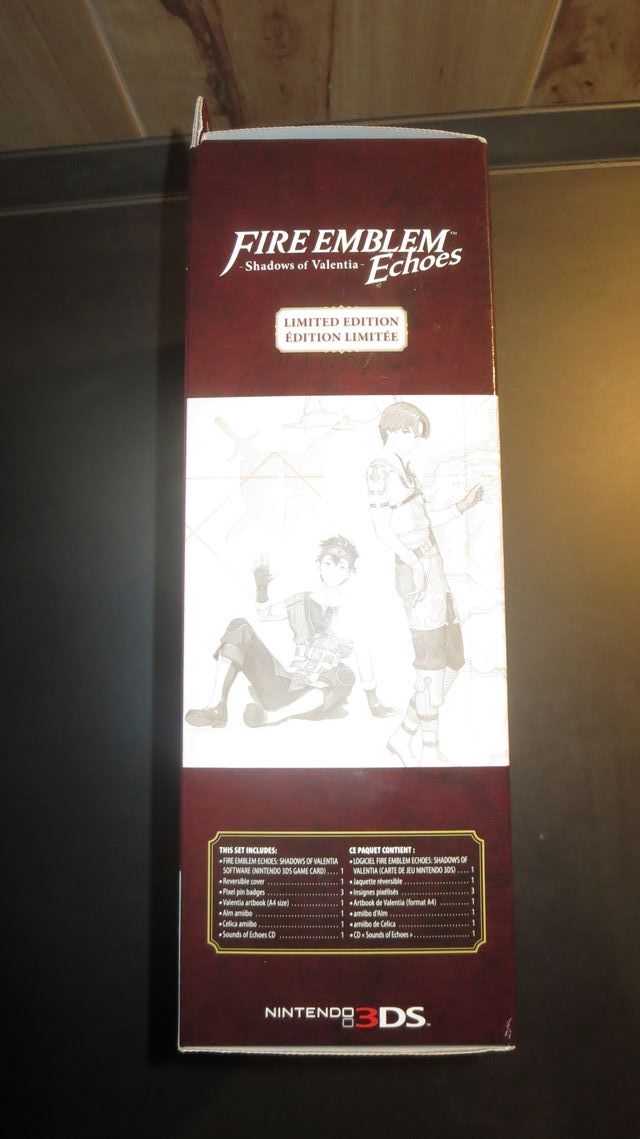 FIRE EMBLEM™
- Shadows of Valentia -
Echoes
LIMITED EDITION
ÉDITION LIMITÉE
THIS SET INCLUDES:
• FIRE EMBLEM ECHOES: SHADOWS OF VALENTIA
SOFTWARE (NINTENDO 3DS GAME CARD) .... 1
• Reversible cover .................... 1
• Pixel pin badges .................... 3
• Valentia artbook (A4 size) .............. 1
• Alm amiibo ........................ 1
• Celica amiibo ....................... 1
• Sounds of Echoes CD ................. 1
CE PAQUET CONTIENT :
• LOGICIEL FIRE EMBLEM ECHOES: SHADOWS OF
VALENTIA (CARTE DE JEU NINTENDO 3DS) .... 1
• Jaquette réversible .................... 1
• Insignes pixélisés ..................... 3
• Artbook de Valentia (format A4) .......... 1
• amiibo d'Alm ........................ 1
• amiibo de Celica ...................... 1
• CD « Sounds of Echoes » ................ 1
NINTENDO 3DS™